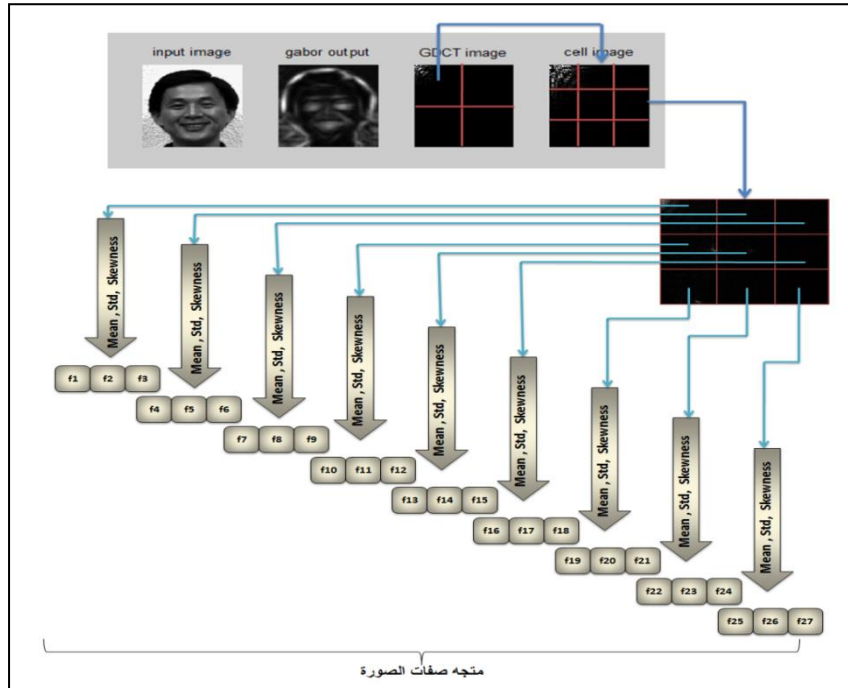 input image gabor output GDCT image cell image
Mean , Std, Skewness
Mean , Std, Skewness
Mean , Std, Skewness
Mean , Std, Skewness
Mean , Std, Skewness
Mean , Std, Skewness
Mean , Std, Skewness
Mean , Std, Skewness
Mean , Std, Skewness
f1 f2 f3
f4 f5 f6
f7 f8 f9
f10 f11 f12
f13 f14 f15
f16 f17 f18
f19 f20 f21
f22 f23 f24
f25 f26 f27
متجه صفات الصورة